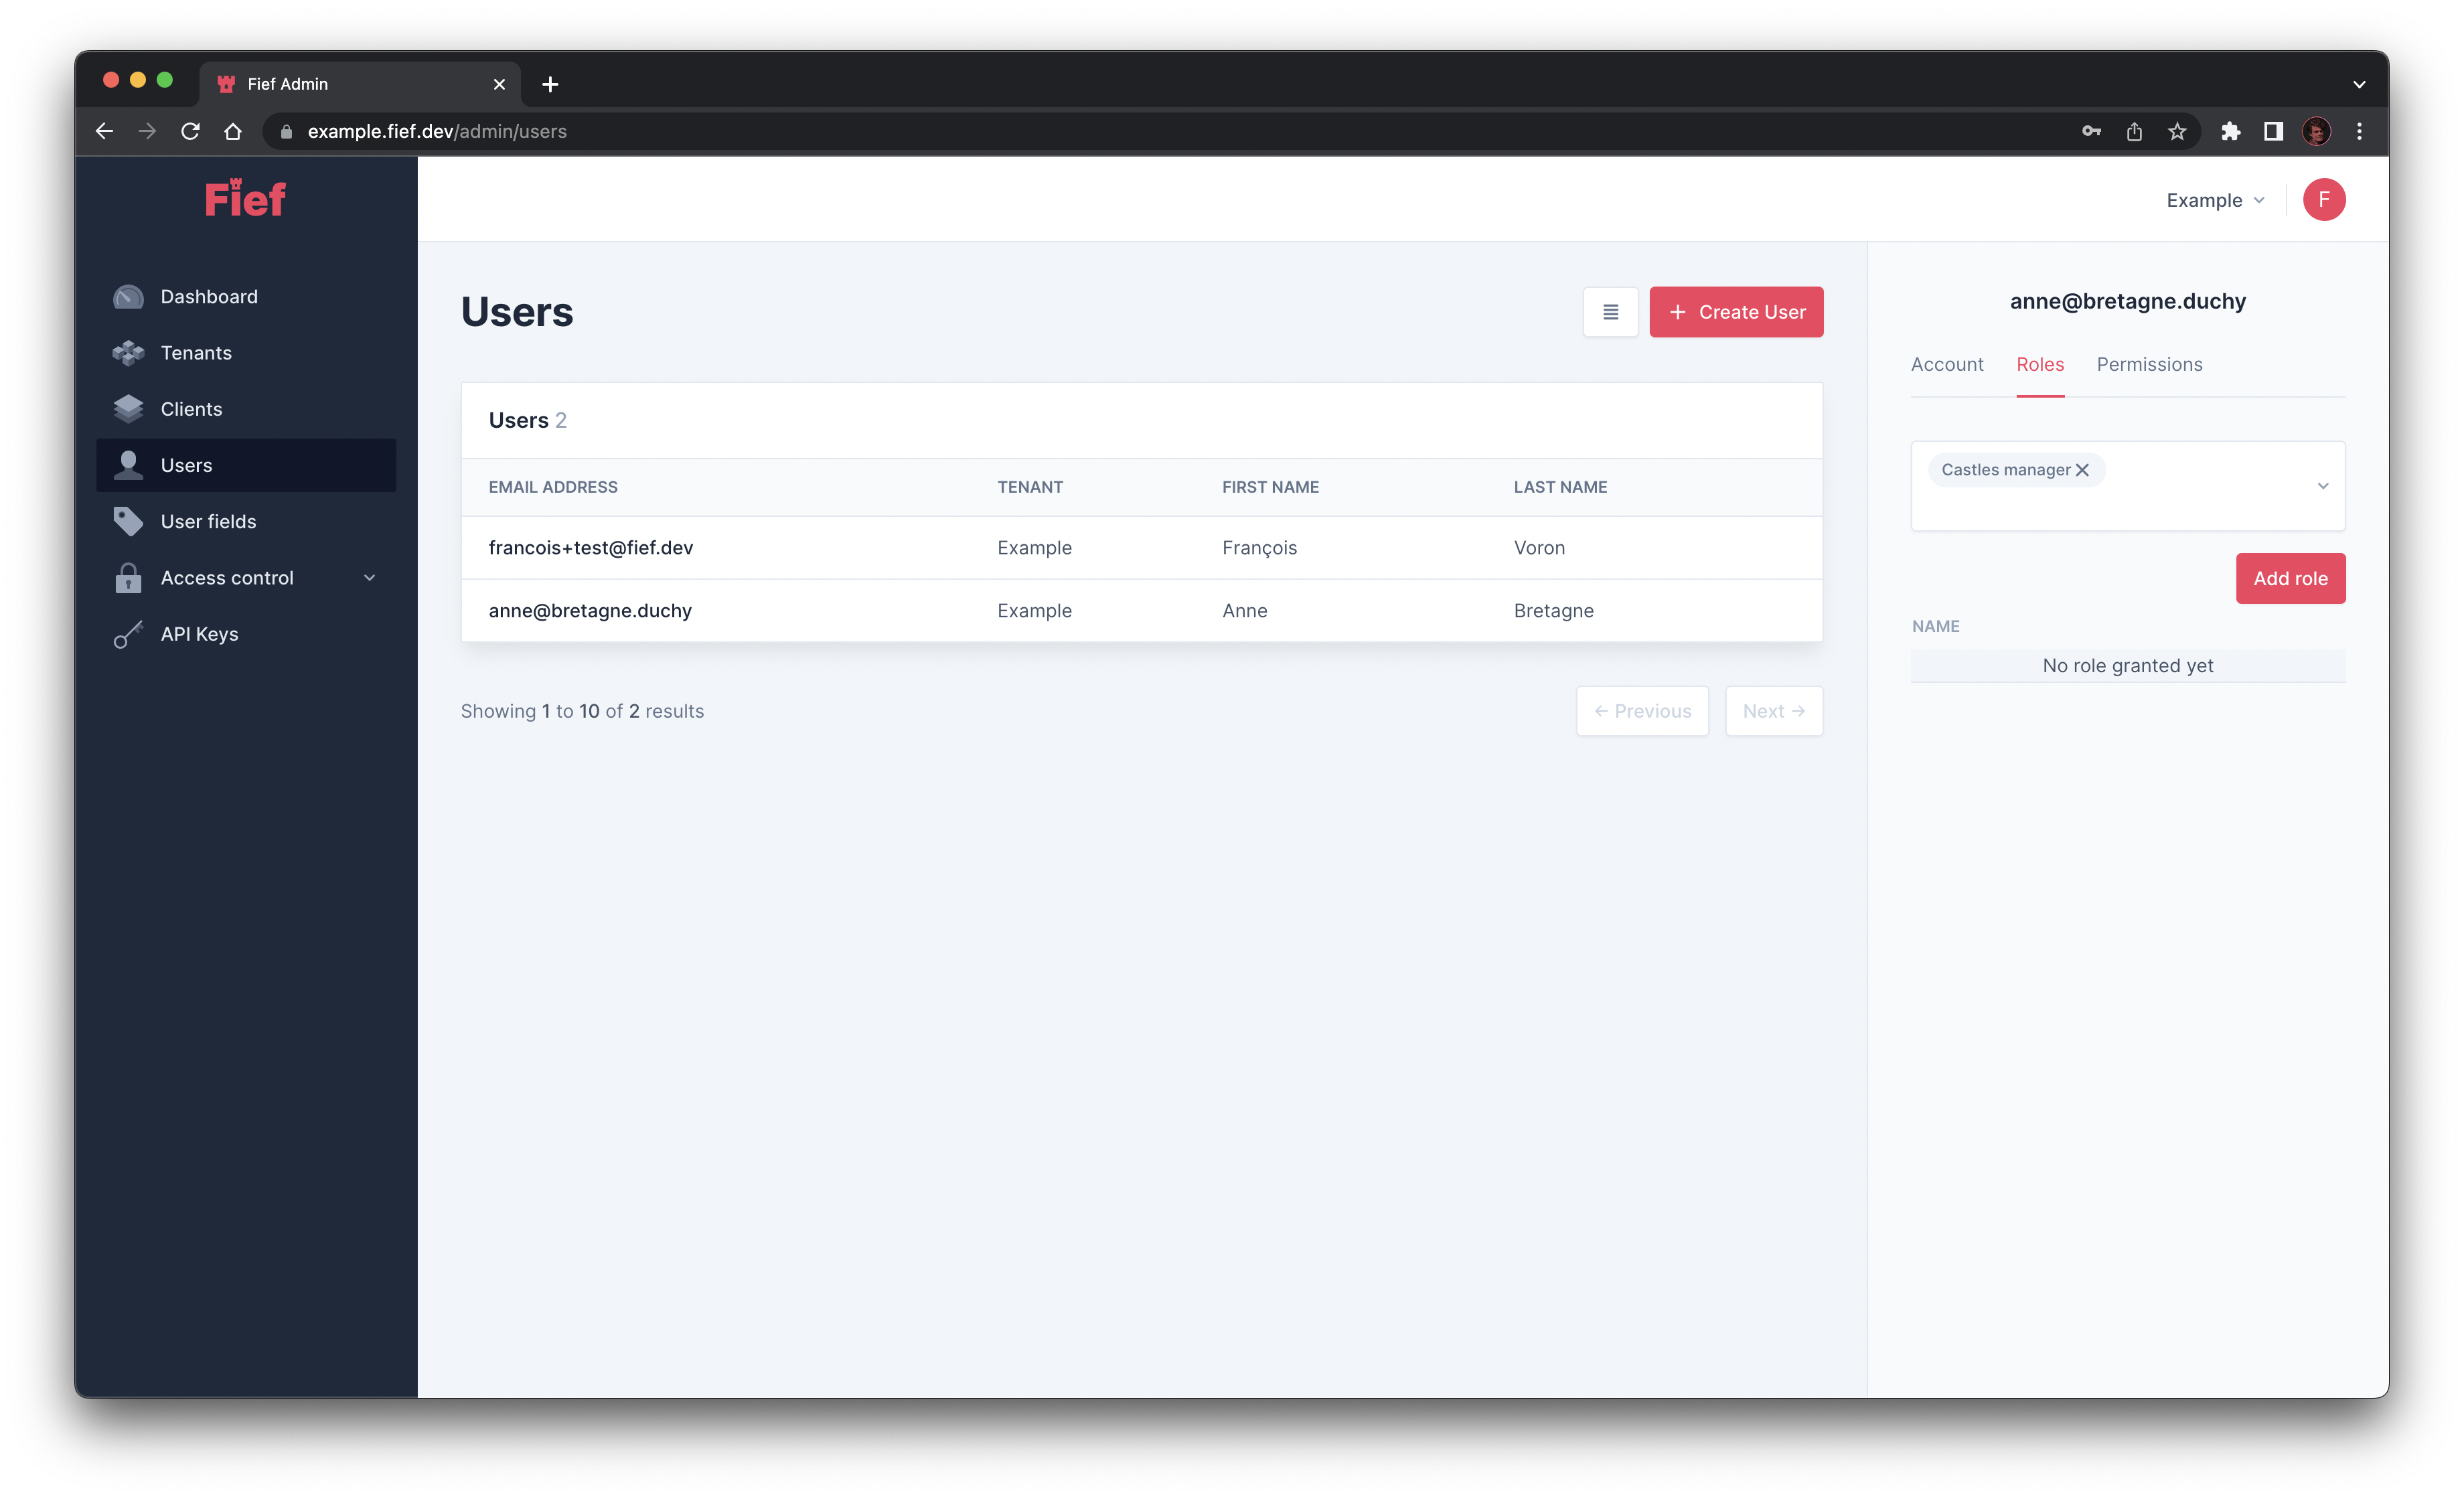 Fief Admin
example.fief.dev/admin/users
Fief
Example
F
Dashboard
Tenants
Clients
Users
User fields
Access control
API Keys
Users
Create User
Users 2
EMAIL ADDRESS TENANT FIRST NAME LAST NAME
francois+test@fief.dev Example François Voron
anne@bretagne.duchy Example Anne Bretagne
Showing 1 to 10 of 2 results
← Previous
Next →
anne@bretagne.duchy
Account Roles Permissions
Castles manager
Add role
NAME
No role granted yet